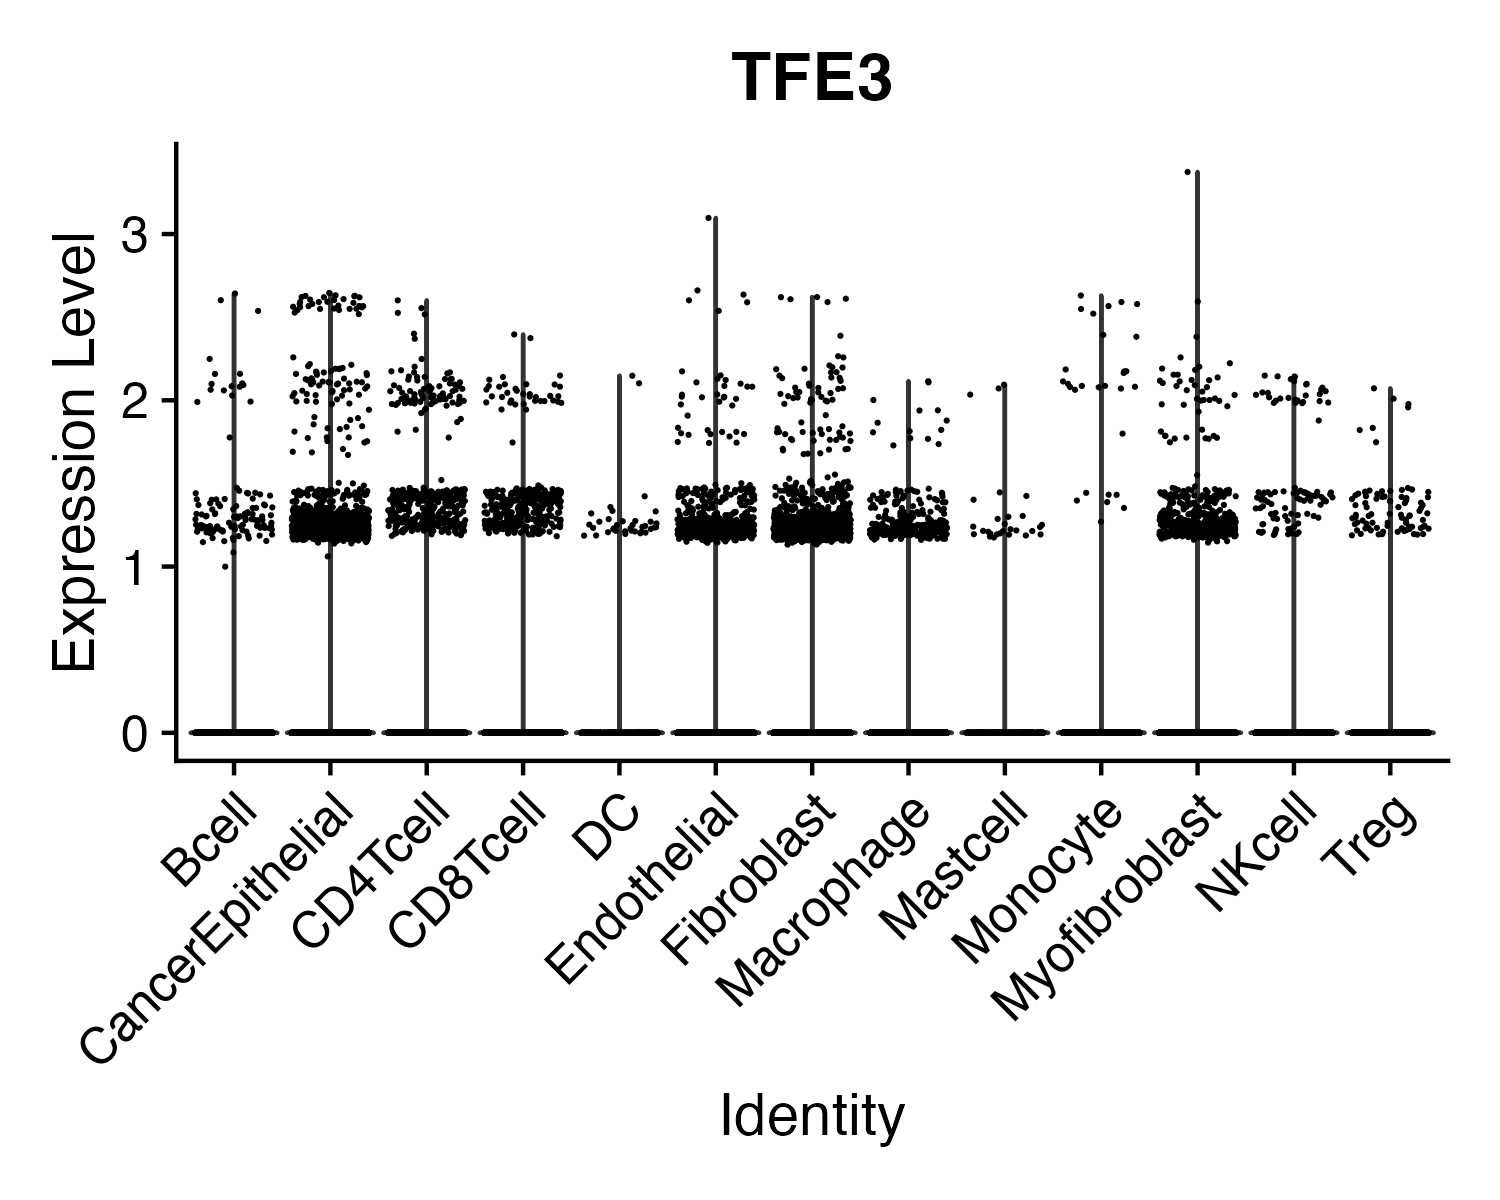 TFE3
Expression Level
3
2
1
0
Bcell
CancerEpithelial
CD4Tcell
CD8Tcell
DC
Endothelial
Fibroblast
Macrophage
Mastcell
Monocyte
Myofibroblast
NKcell
Treg
Identity